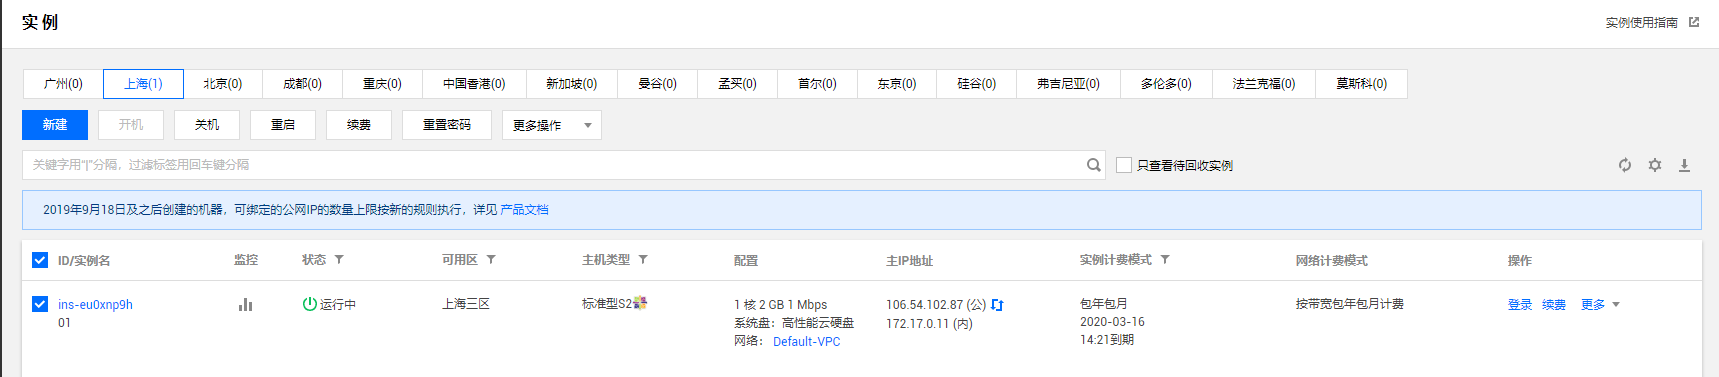 实例
实例使用指南
广州(0) 上海(1) 北京(0) 成都(0) 重庆(0) 中国香港(0) 新加坡(0) 曼谷(0) 孟买(0) 首尔(0) 东京(0) 硅谷(0) 弗吉尼亚(0) 多伦多(0) 法兰克福(0) 莫斯科(0)
新建 开机 关机 重启 续费 重置密码 更多操作
关键字用"|"分隔，过滤标签用回车键分隔 只查看待回收实例
2019年9月18日及之后创建的机器，可绑定的公网IP的数量上限按新的规则执行，详见 产品文档
ID/实例名 监控 状态 可用区 主机类型 配置 主IP地址 实例计费模式 网络计费模式 操作
ins-eu0xnp9h 运行中 上海三区 标准型S2 1 核 2 GB 1 Mbps 106.54.102.87 (公) 包年包月 按带宽包年包月计费 登录 续费 更多
01 系统盘：高性能云硬盘 172.17.0.11 (内) 2020-03-16
网络： Default-VPC 14:21到期